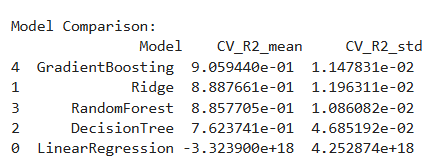 Model Comparison:
Model CV_R2_mean CV_R2_std
4 GradientBoosting 9.059440e-01 1.147831e-02
1 Ridge 8.887661e-01 1.196311e-02
3 RandomForest 8.857705e-01 1.086082e-02
2 DecisionTree 7.623741e-01 4.685192e-02
0 LinearRegression -3.323900e+18 4.252874e+18